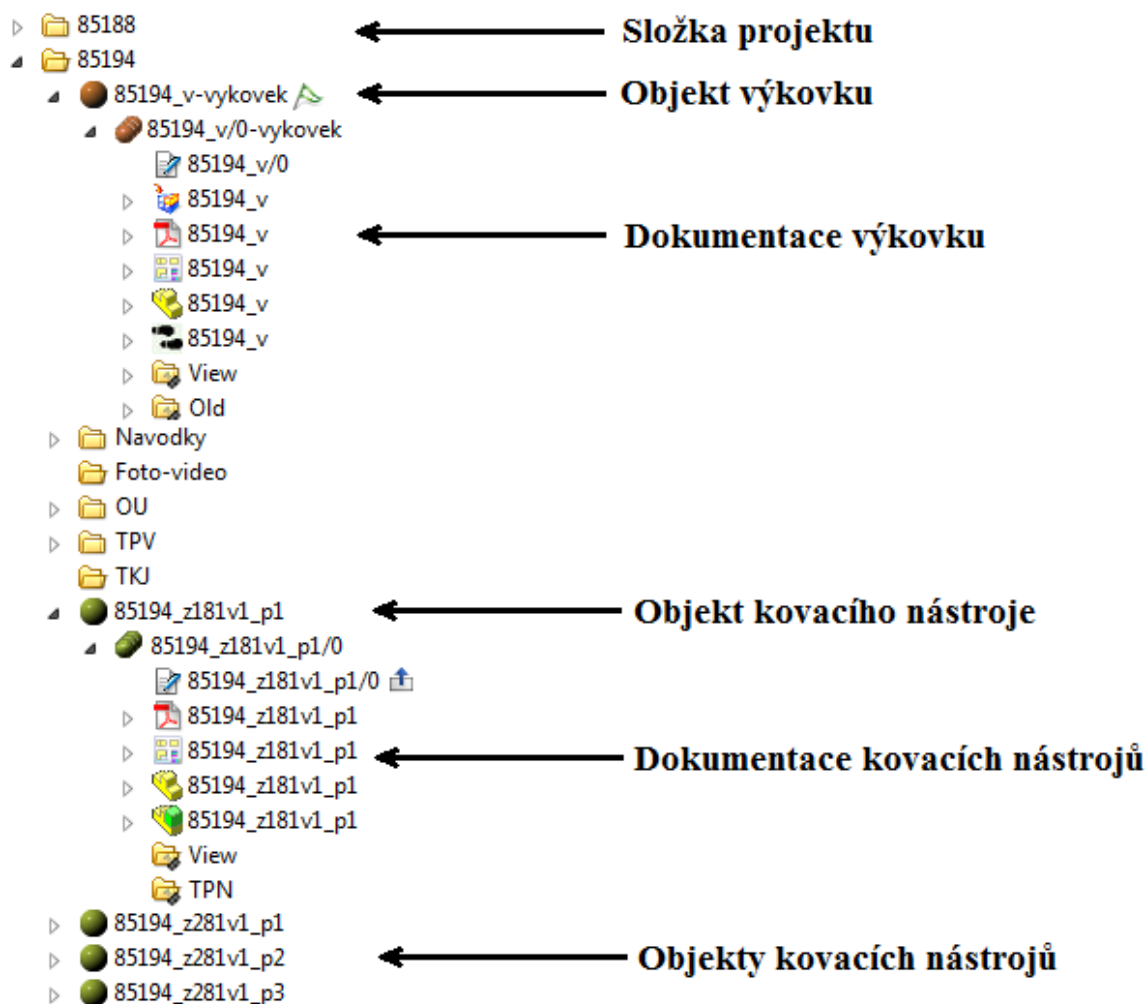 85188 Složka projektu
85194
85194_v-vykovek Objekt výkovku
85194_v/0-vykovek
85194_v/0
85194_v
85194_v Dokumentace výkovku
85194_v
85194_v
85194_v
View
Old
Navodky
Foto-video
OU
TPV
TKJ
85194_z181v1_p1 Objekt kovacího nástroje
85194_z181v1_p1/0
85194_z181v1_p1/0
85194_z181v1_p1
85194_z181v1_p1 Dokumentace kovacích nástrojů
85194_z181v1_p1
85194_z181v1_p1
View
TPN
85194_z281v1_p1
85194_z281v1_p2 Objekty kovacích nástrojů
85194_z281v1_p3